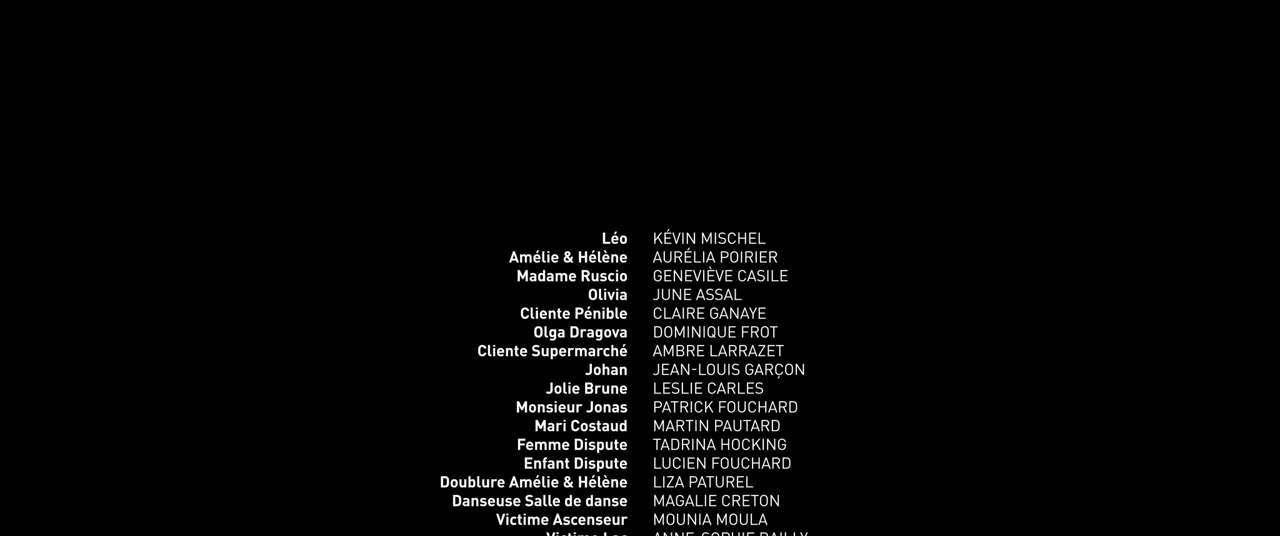 Léo KÉVIN MISCHEL
Amélie & Hélène AURÉLIA POIRIER
Madame Ruscio GENEVIÈVE CASILE
Olivia JUNE ASSAL
Cliente Pénible CLAIRE GANAYE
Olga Dragova DOMINIQUE FROT
Cliente Supermarché AMBRE LARRAZET
Johan JEAN-LOUIS GARÇON
Jolie Brune LESLIE CARLES
Monsieur Jonas PATRICK FOUCHARD
Mari Costaud MARTIN PAUTARD
Femme Dispute TADRINA HOCKING
Enfant Dispute LUCIEN FOUCHARD
Doublure Amélie & Hélène LIZA PATUREL
Danseuse Salle de danse MAGALIE CRETON
Victime Ascenseur MOUNIA MOULA
Victime ANNE-SOPHIE